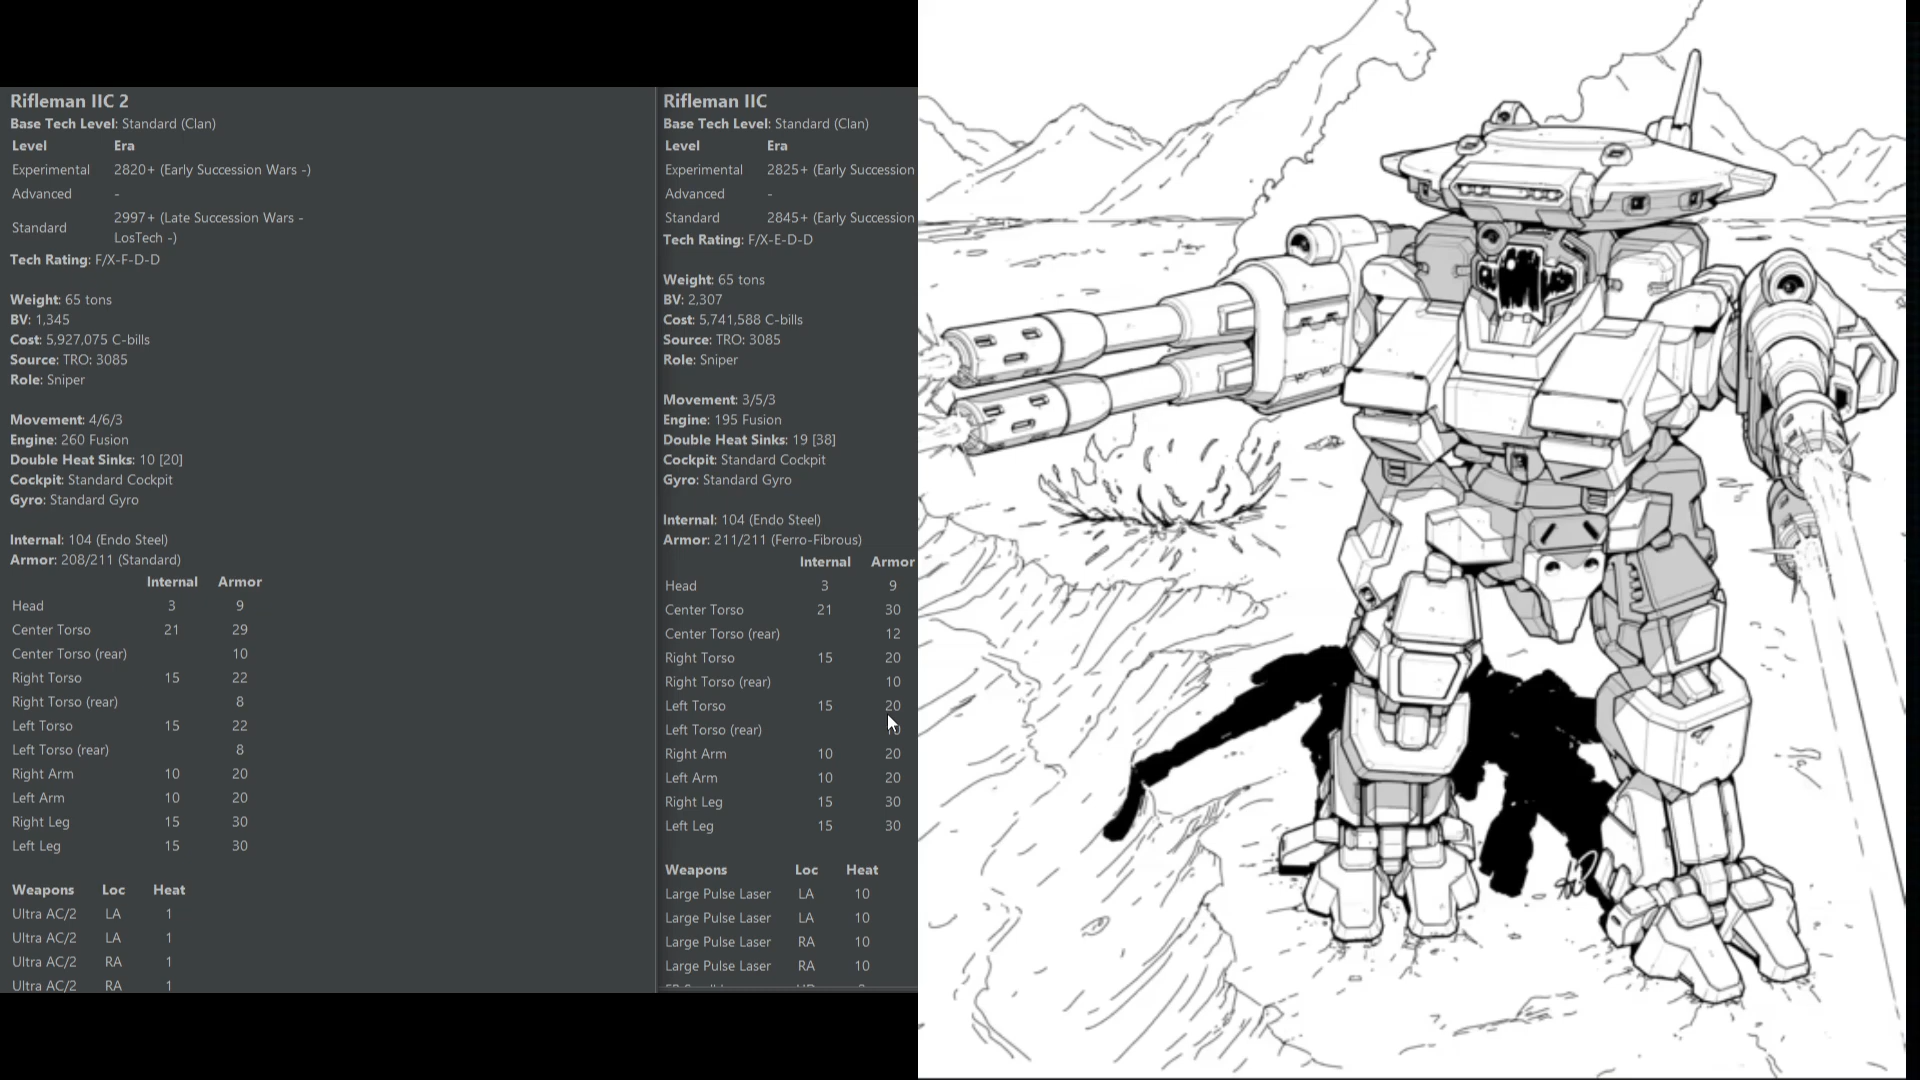 Rifleman IIC 2
Base Tech Level: Standard (Clan)
Level Era
Experimental 2820+ (Early Succession Wars -)
Advanced -
Standard 2997+ (Late Succession Wars -
LosTech -)
Tech Rating: F/X-F-D-D
Weight: 65 tons
BV: 1,345
Cost: 5,927,075 C-bills
Source: TRO: 3085
Role: Sniper
Movement: 4/6/3
Engine: 260 Fusion
Double Heat Sinks: 10 [20]
Cockpit: Standard Cockpit
Gyro: Standard Gyro
Internal: 104 (Endo Steel)
Armor: 208/211 (Standard)
Internal Armor
Head 3 9
Center Torso 21 29
Center Torso (rear) 10
Right Torso 15 22
Right Torso (rear) 8
Left Torso 15 22
Left Torso (rear) 8
Right Arm 10 20
Left Arm 10 20
Right Leg 15 30
Left Leg 15 30
Weapons Loc Heat
Ultra AC/2 LA 1
Ultra AC/2 LA 1
Ultra AC/2 RA 1
Ultra AC/2 RA 1
Rifleman IIC
Base Tech Level: Standard (Clan)
Level Era
Experimental 2825+ (Early Succession
Advanced -
Standard 2845+ (Early Succession
Tech Rating: F/X-E-D-D
Weight: 65 tons
BV: 2,307
Cost: 5,741,588 C-bills
Source: TRO: 3085
Role: Sniper
Movement: 3/5/3
Engine: 195 Fusion
Double Heat Sinks: 19 [38]
Cockpit: Standard Cockpit
Gyro: Standard Gyro
Internal: 104 (Endo Steel)
Armor: 211/211 (Ferro-Fibrous)
Internal Armor
Head 3 9
Center Torso 21 30
Center Torso (rear) 12
Right Torso 15 20
Right Torso (rear) 10
Left Torso 15 20
Left Torso (rear)
Right Arm 10 20
Left Arm 10 20
Right Leg 15 30
Left Leg 15 30
Weapons Loc Heat
Large Pulse Laser LA 10
Large Pulse Laser LA 10
Large Pulse Laser RA 10
Large Pulse Laser RA 10